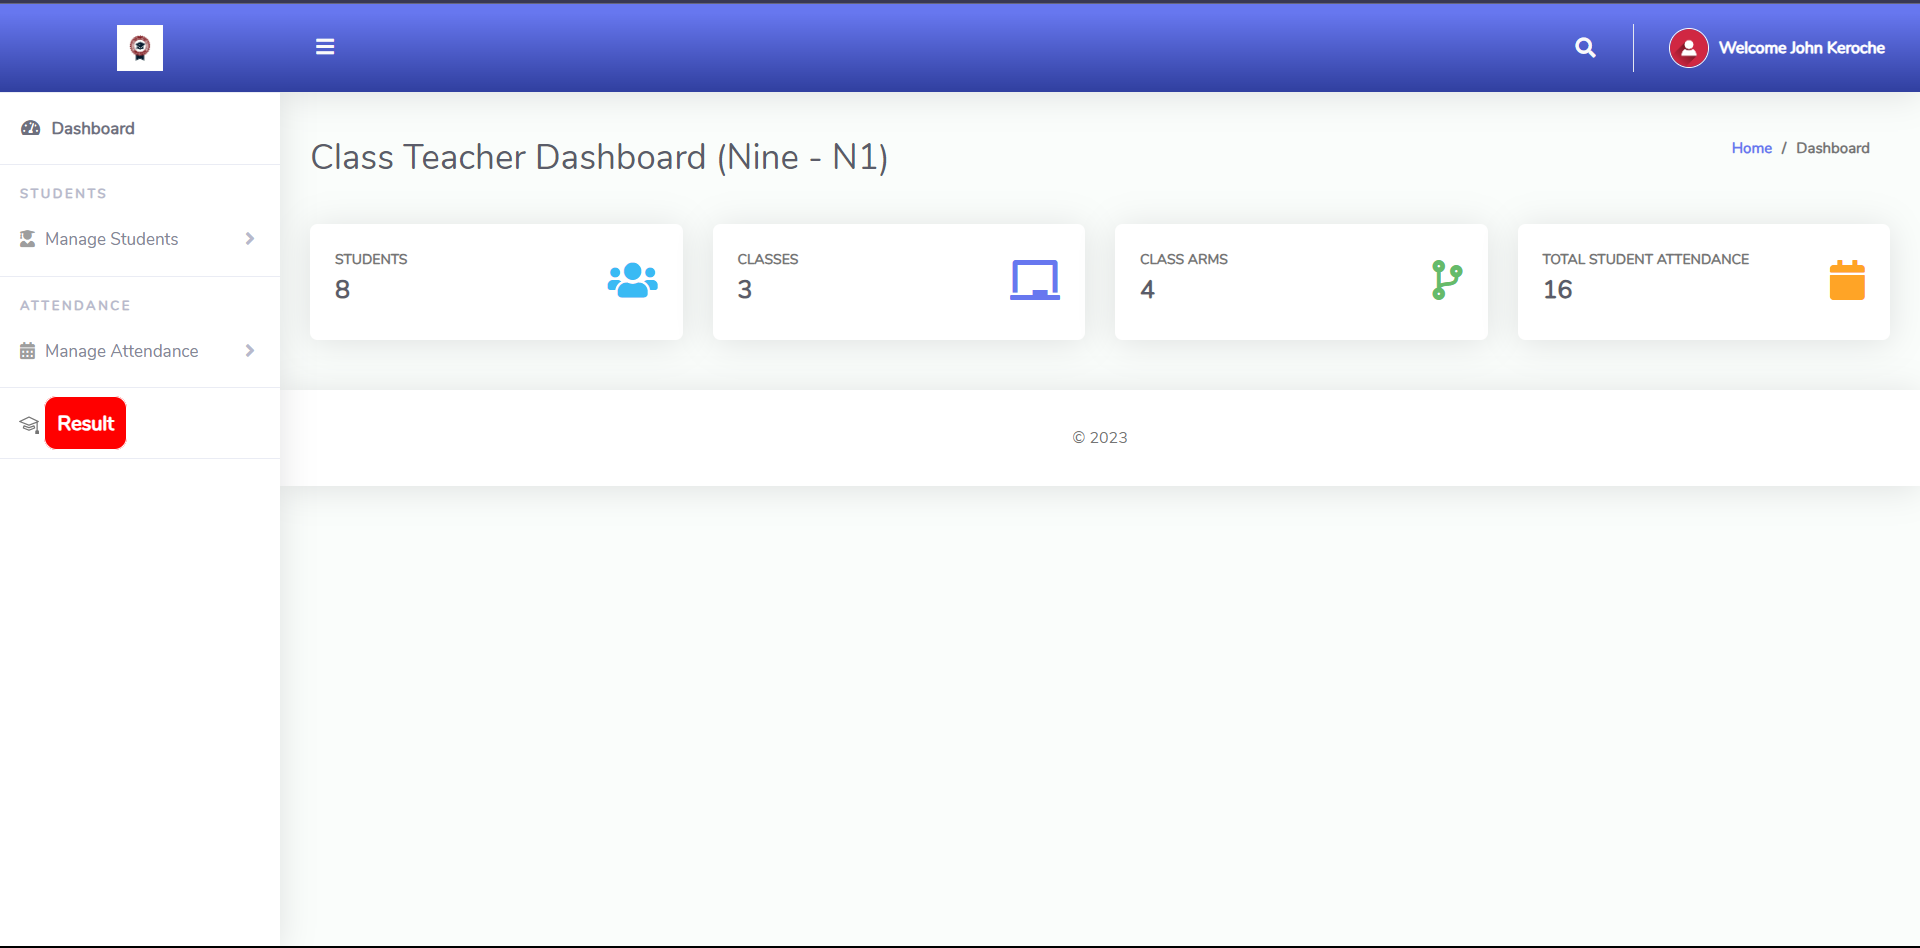 Welcome John Keroche
Dashboard
STUDENTS
Manage Students
ATTENDANCE
Manage Attendance
Result
Class Teacher Dashboard (Nine - N1)
Home / Dashboard
STUDENTS
8
CLASSES
3
CLASS ARMS
4
TOTAL STUDENT ATTENDANCE
16
© 2023